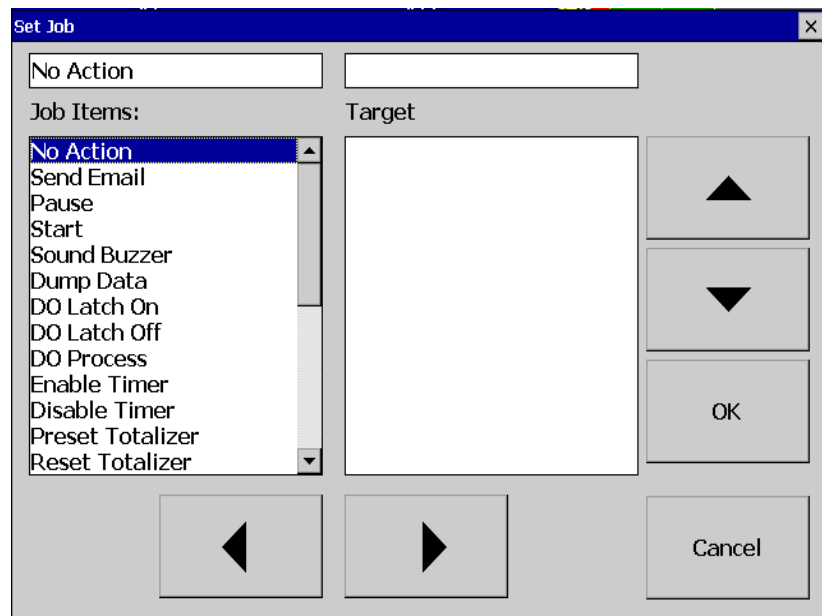 Set Job
No Action
Job Items:
Target
No Action
Send Email
Pause
Start
Sound Buzzer
Dump Data
DO Latch On
DO Latch Off
DO Process
Enable Timer
Disable Timer
Preset Totalizer
Reset Totalizer
OK
Cancel